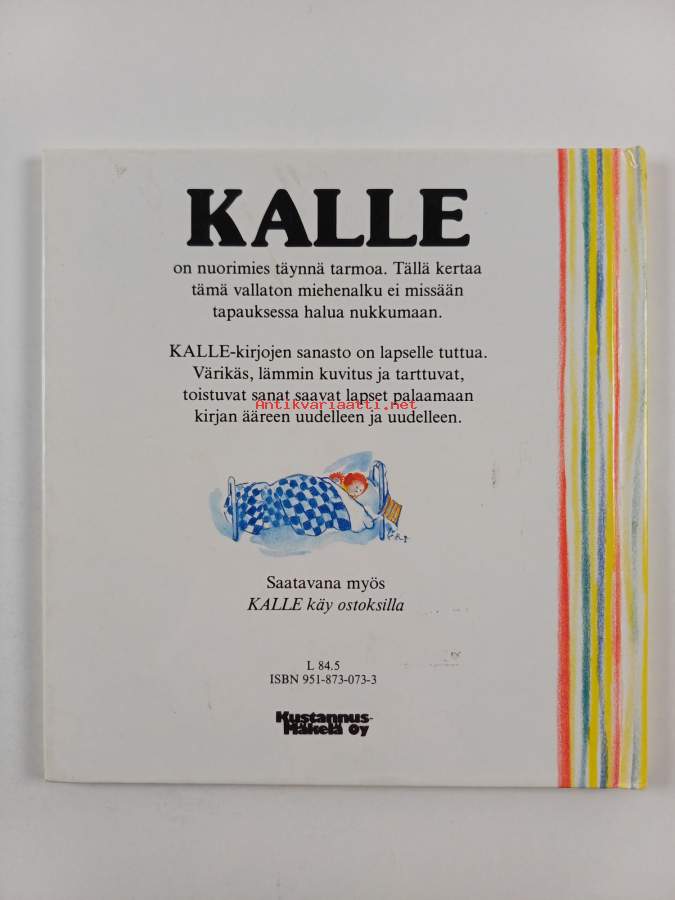 KALLE
on nuorimies täynnä tarmoa. Tällä kertaa
tämä vallaton miehenalku ei missään
tapauksessa halua nukkumaan.
KALLE-kirjojen sanasto on lapselle tuttua.
Värikäs, lämmin kuvitus ja tarttuvat,
toistuvat sanat saavat lapset palaamaan
Antikvariaatti.net
kirjan ääreen uudelleen ja uudelleen.
Saatavana myös
KALLE käy ostoksilla
L 84.5
ISBN 951-873-073-3
Kustannus-
Mäkelä Oy